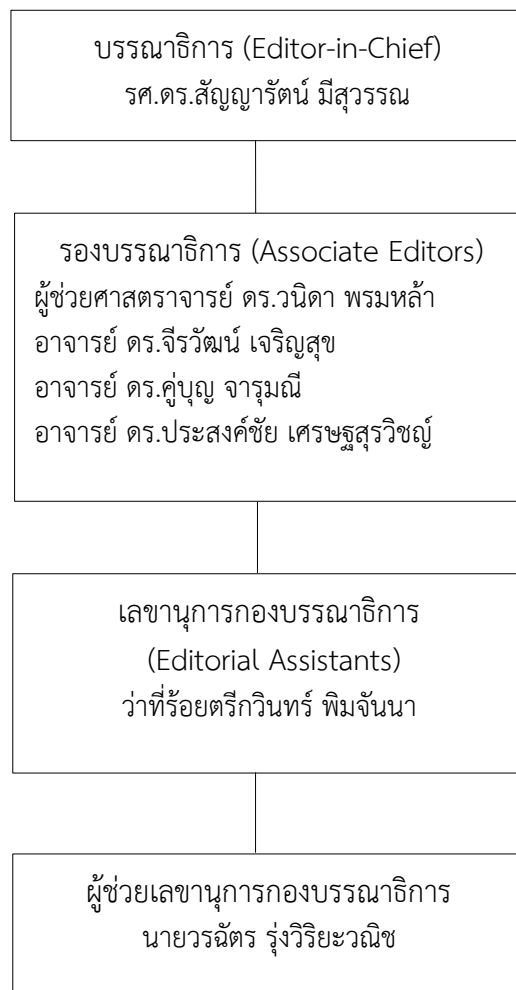 บรรณาธิการ (Editor-in-Chief)
รศ.ดร.สัญญารัตน์ มีสุวรรณ
รองบรรณาธิการ (Associate Editors)
ผู้ช่วยศาสตราจารย์ ดร.วนิดา พรมหล้า
อาจารย์ ดร.จีรวัฒน์ เจริญสุข
อาจารย์ ดร.คู่บุญ จารุมณี
อาจารย์ ดร.ประสงค์ชัย เศรษฐสุรวิชญ์
เลขานุการกองบรรณาธิการ
(Editorial Assistants)
ว่าที่ร้อยตรีกวินทร์ พิมจันนา
ผู้ช่วยเลขานุการกองบรรณาธิการ
นายวรฉัตร รุ่งวิริยะวณิช